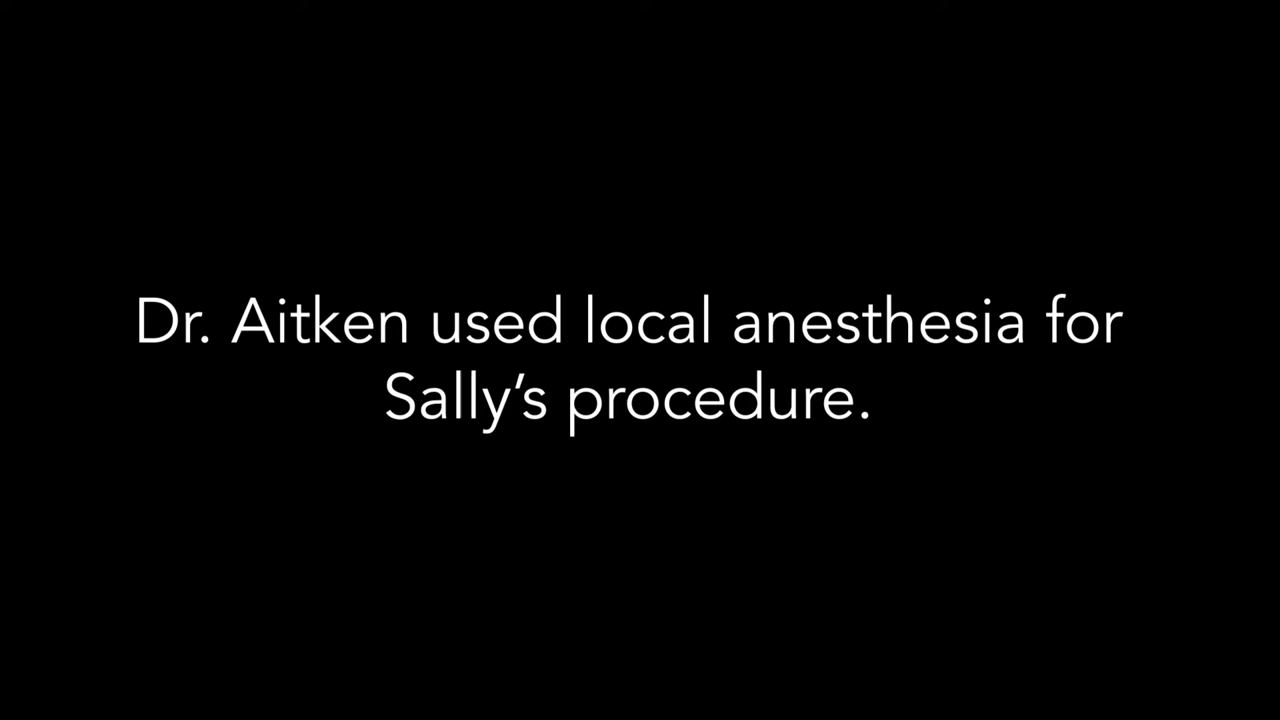 Dr. Aitken used local anesthesia for
Sally’s procedure.